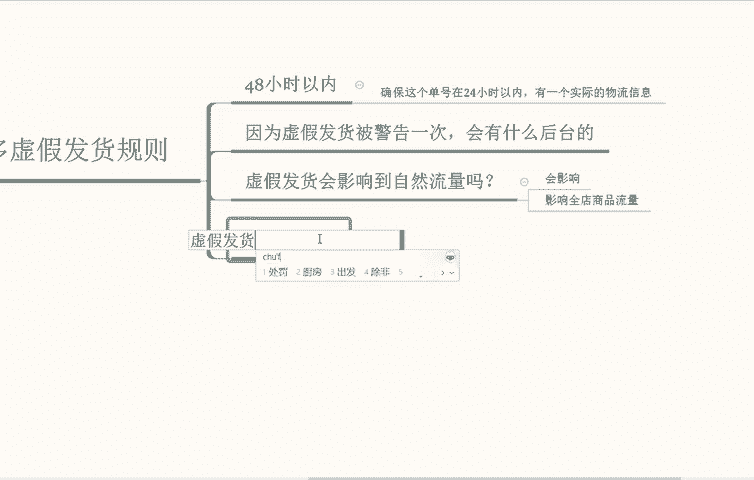 虚假发货规则
48小时以内
确保这个单号在24小时以内，有一个实际的物流信息
因为虚假发货被警告一次，会有什么后台的
虚假发货会影响到自然流量吗？
会影响
影响全店商品流量
虚假发货
chu'f
1 处罚 2 厨房 3 出发 4 除非 5